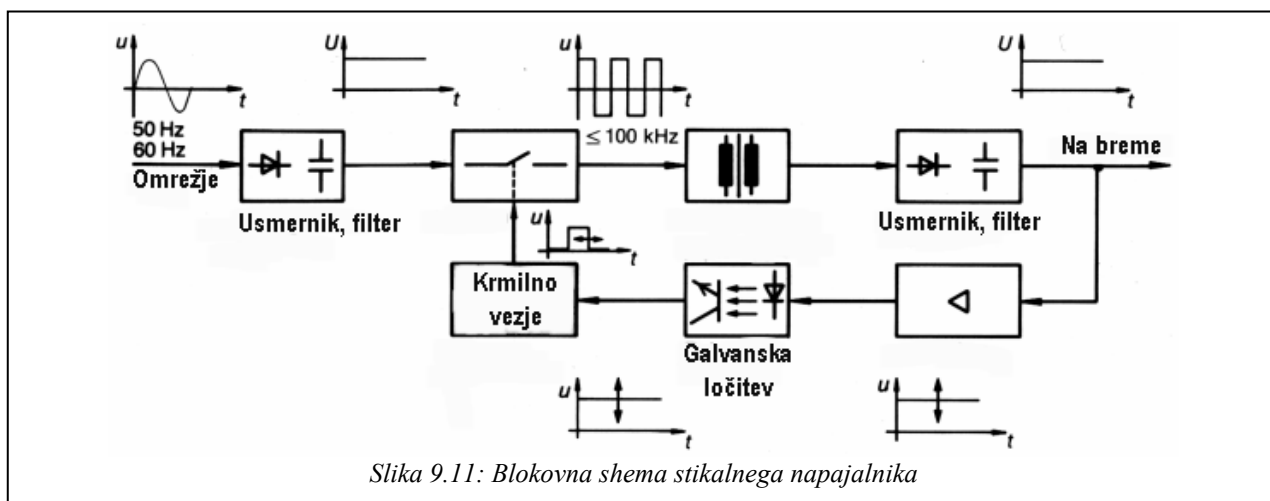 u
U
u
U
t
t
t
t
50 Hz
60 Hz
≤ 100 kHz
Omrežje
Na breme
Usmernik, filter
Usmernik, filter
u
t
Krmilno
vezje
Galvanska
ločitev
u
t
u
t
Slika 9.11: Blokovna shema stikalnega napajalnika